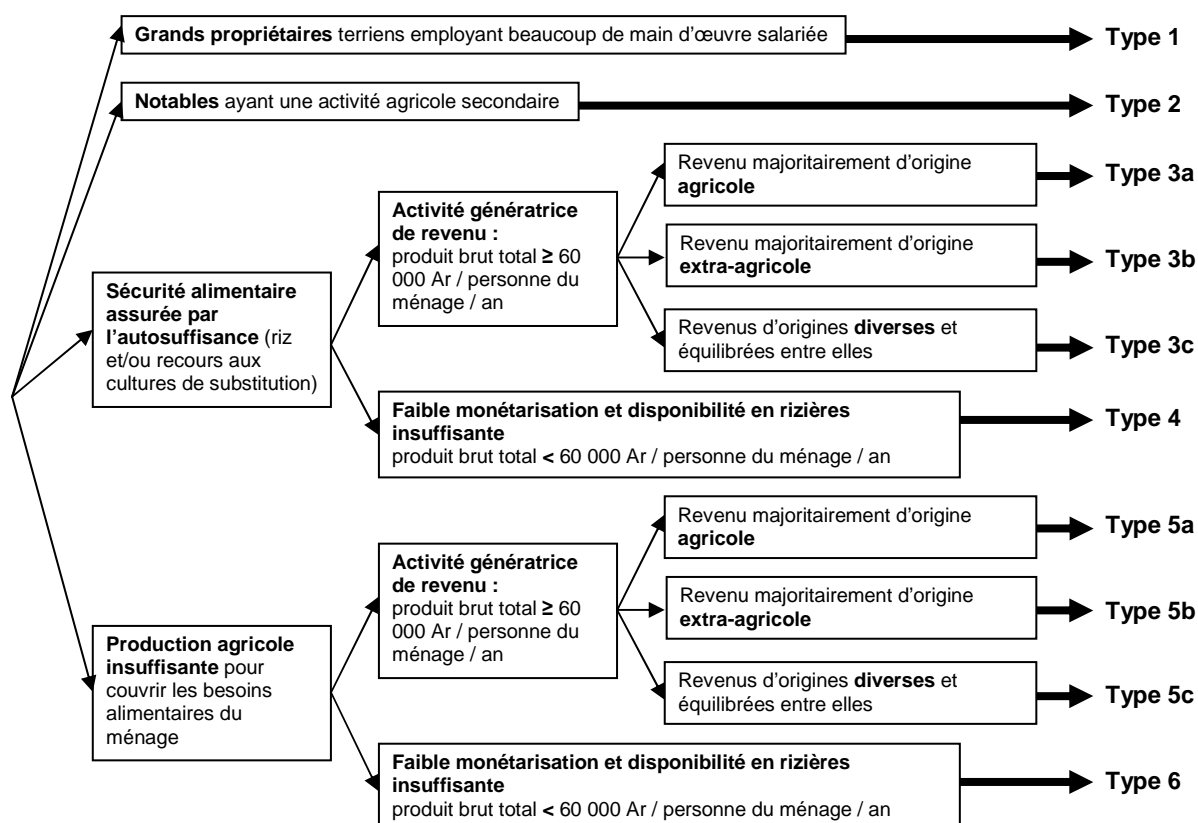 Grands propriétaires terriens employant beaucoup de main d'œuvre salariée
Type 1
Notables ayant une activité agricole secondaire
Type 2
Sécurité alimentaire
assurée par
l'autosuffisance (riz
et/ou recours aux
cultures de substitution)
Activité génératrice
de revenu :
produit brut total ≥ 60
000 Ar / personne du
ménage / an
Revenu majoritairement d'origine
agricole
Type 3a
Revenu majoritairement d'origine
extra-agricole
Type 3b
Revenus d'origines diverses et
équilibrées entre elles
Type 3c
Faible monétarisation et disponibilité en rizières
insuffisante
produit brut total < 60 000 Ar / personne du ménage / an
Type 4
Production agricole
insuffisante pour
couvrir les besoins
alimentaires du
ménage
Activité génératrice
de revenu :
produit brut total ≥ 60
000 Ar / personne du
ménage / an
Revenu majoritairement d'origine
agricole
Type 5a
Revenu majoritairement d'origine
extra-agricole
Type 5b
Revenus d'origines diverses et
équilibrées entre elles
Type 5c
Faible monétarisation et disponibilité en rizières
insuffisante
produit brut total < 60 000 Ar / personne du ménage / an
Type 6